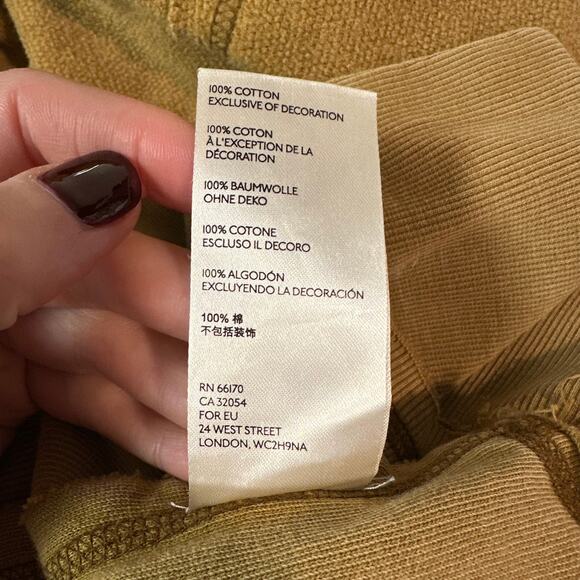 100% COTTON
EXCLUSIVE OF DECORATION
100% COTON
À L'EXCEPTION DE LA
DÉCORATION
100% BAUMWOLLE
OHNE DEKO
100% COTONE
ESCLUSO IL DECORO
100% ALGODÓN
EXCLUYENDO LA DECORACIÓN
100% 棉
不包括装饰
RN 66170
CA 32054
FOR EU
24 WEST STREET
LONDON, WC2H9NA